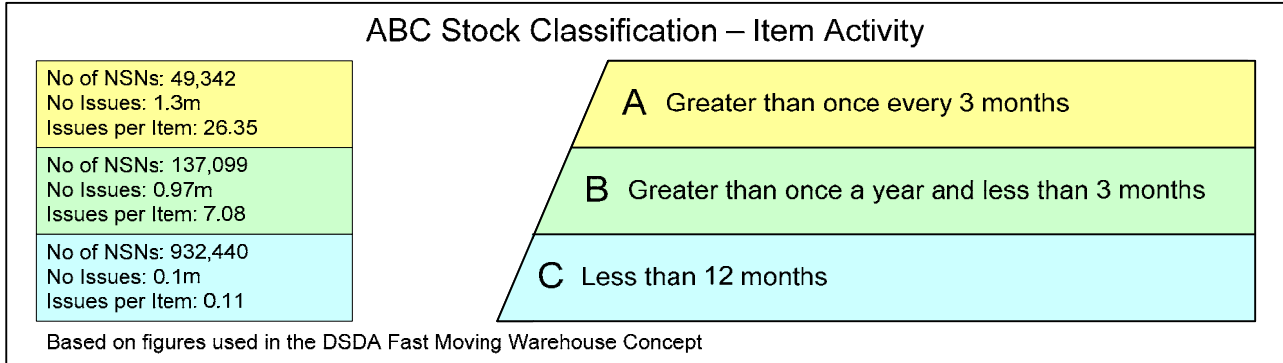 ABC Stock Classification – Item Activity
No of NSNs: 49,342
No Issues: 1.3m
Issues per Item: 26.35
A Greater than once every 3 months
No of NSNs: 137,099
No Issues: 0.97m
Issues per Item: 7.08
B Greater than once a year and less than 3 months
No of NSNs: 932,440
No Issues: 0.1m
Issues per Item: 0.11
C Less than 12 months
Based on figures used in the DSDA Fast Moving Warehouse Concept